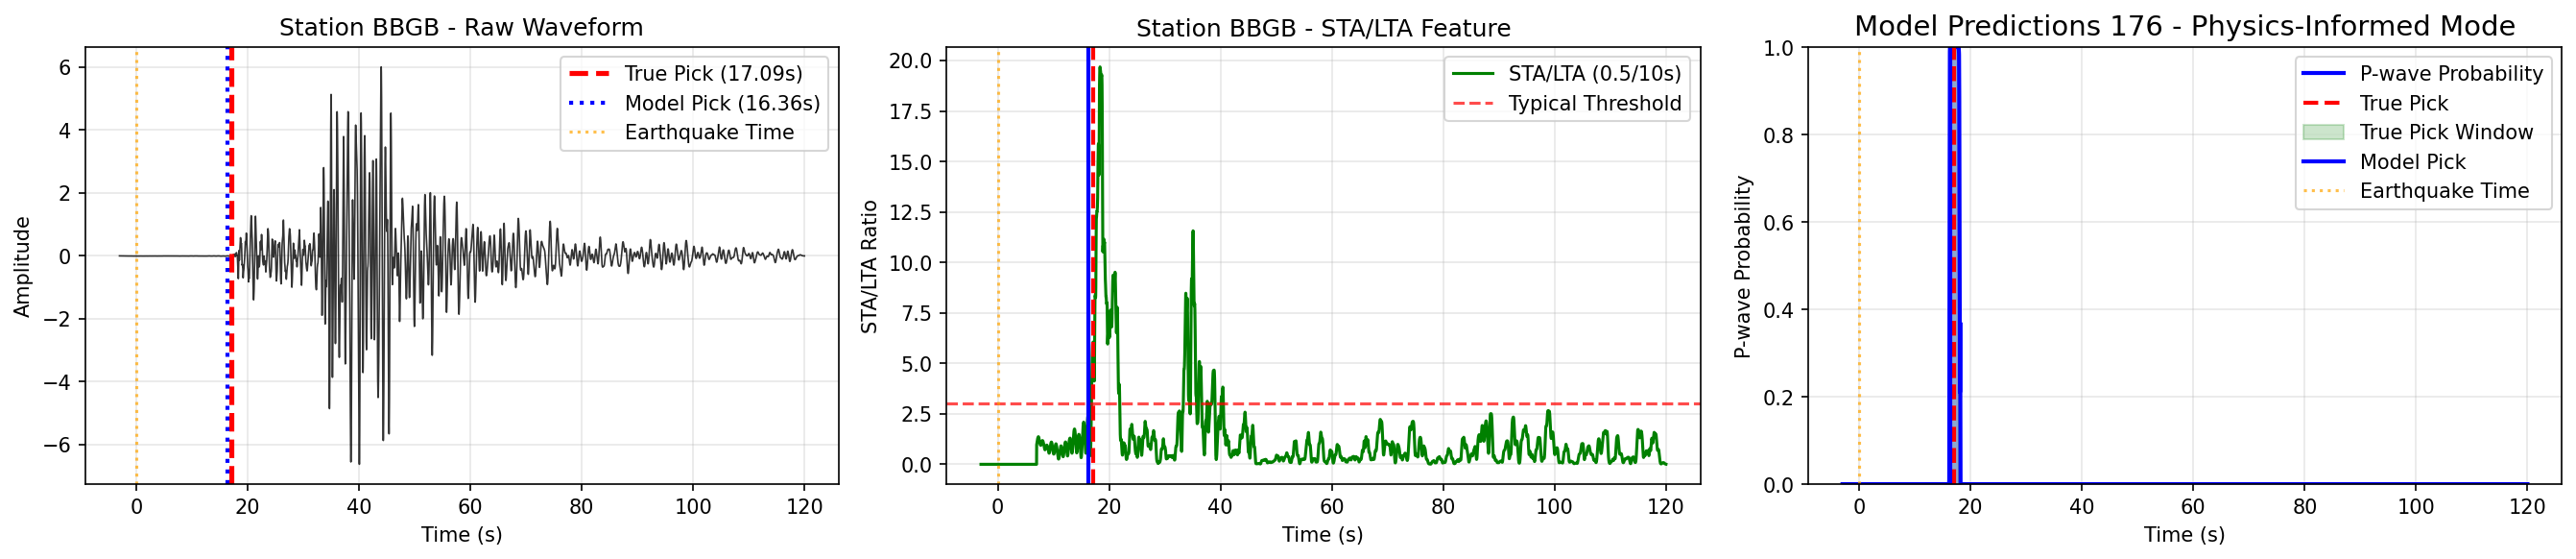 Station BBGB - Raw Waveform
6
4
2
0
−2
−4
−6
Amplitude
0
20
40
60
80
100
120
Time (s)
True Pick (17.09s)
Model Pick (16.36s)
Earthquake Time
Station BBGB - STA/LTA Feature
20.0
17.5
15.0
12.5
10.0
7.5
5.0
2.5
0.0
STA/LTA Ratio
0
20
40
60
80
100
120
Time (s)
STA/LTA (0.5/10s)
Typical Threshold
Model Predictions 176 - Physics-Informed Mode
1.0
0.8
0.6
0.4
0.2
0.0
P-wave Probability
0
20
40
60
80
100
120
Time (s)
P-wave Probability
True Pick
True Pick Window
Model Pick
Earthquake Time